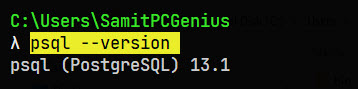 C:\Users\SamitPCGenius
λ psql --version
psql (PostgreSQL) 13.1